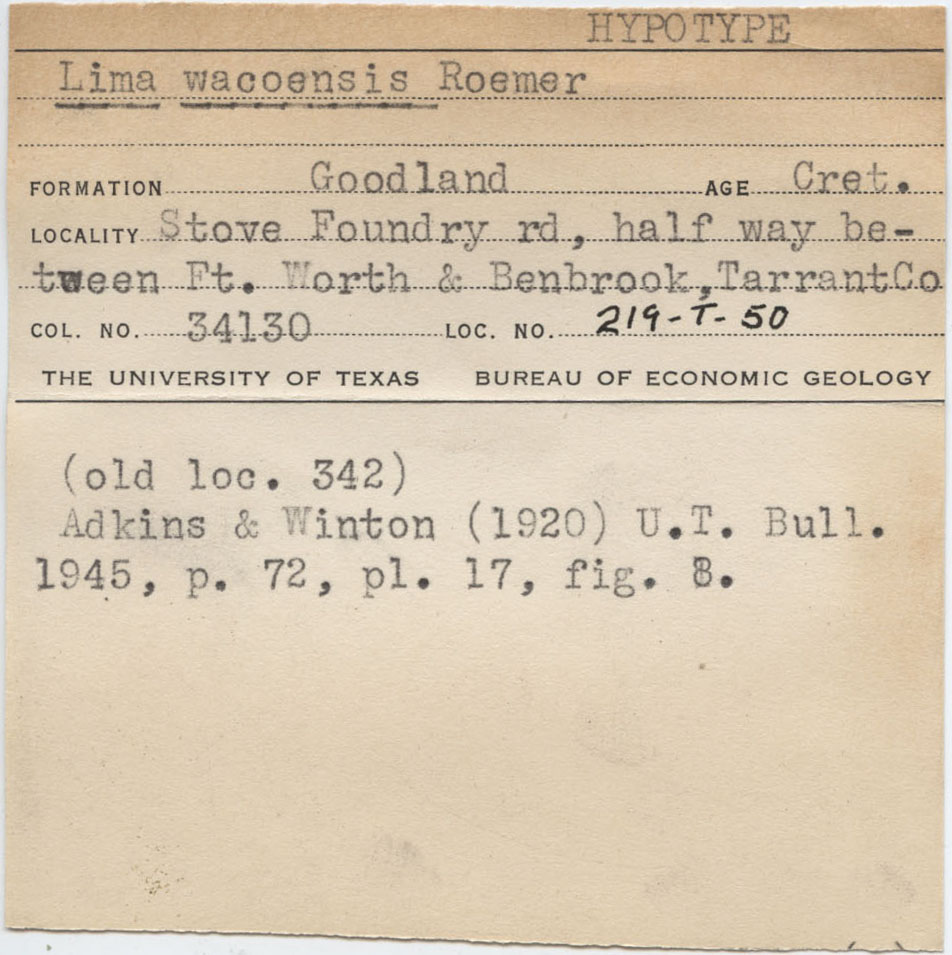 HYPOTYPE
Lima wacoensis Roemer
FORMATION Goodland AGE Cret.
LOCALITY Stove Foundry rd, half way be-
tween Ft. Worth & Benbrook, TarrantCo
COL. NO. 34130 LOC. NO. 219-T-50
THE UNIVERSITY OF TEXAS BUREAU OF ECONOMIC GEOLOGY
(old loc. 342)
Adkins & Winton (1920) U.T. Bull.
1945, p. 72, pl. 17, fig. 8.